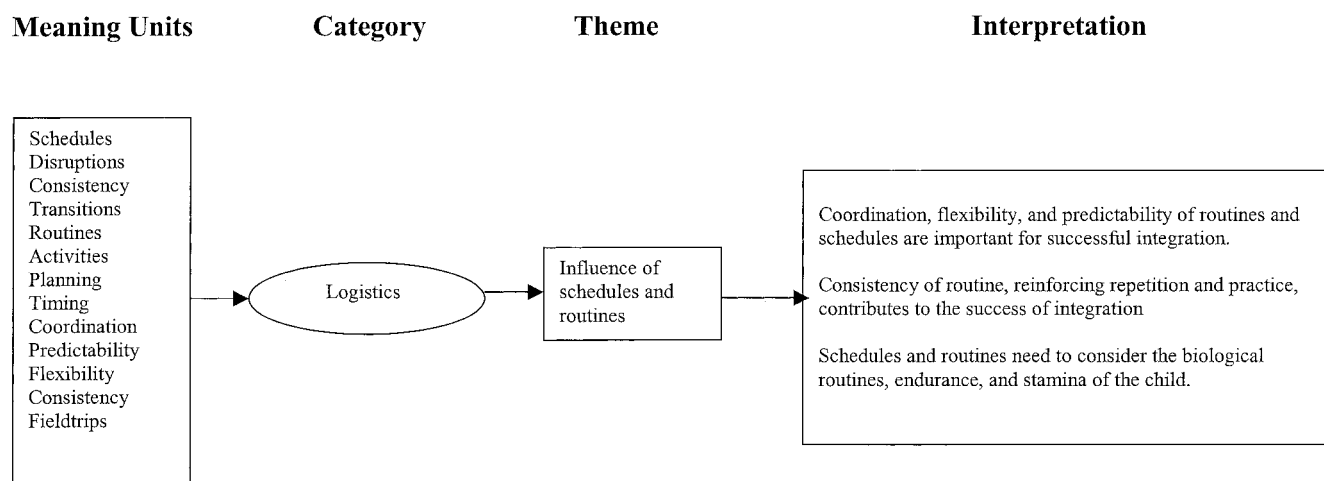 Meaning Units
Category
Theme
Interpretation
Schedules
Disruptions
Consistency
Transitions
Routines
Activities
Planning
Timing
Coordination
Predictability
Flexibility
Consistency
Fieldtrips
Logistics
Influence of
schedules and
routines
Coordination, flexibility, and predictability of routines and
schedules are important for successful integration.
Consistency of routine, reinforcing repetition and practice,
contributes to the success of integration
Schedules and routines need to consider the biological
routines, endurance, and stamina of the child.